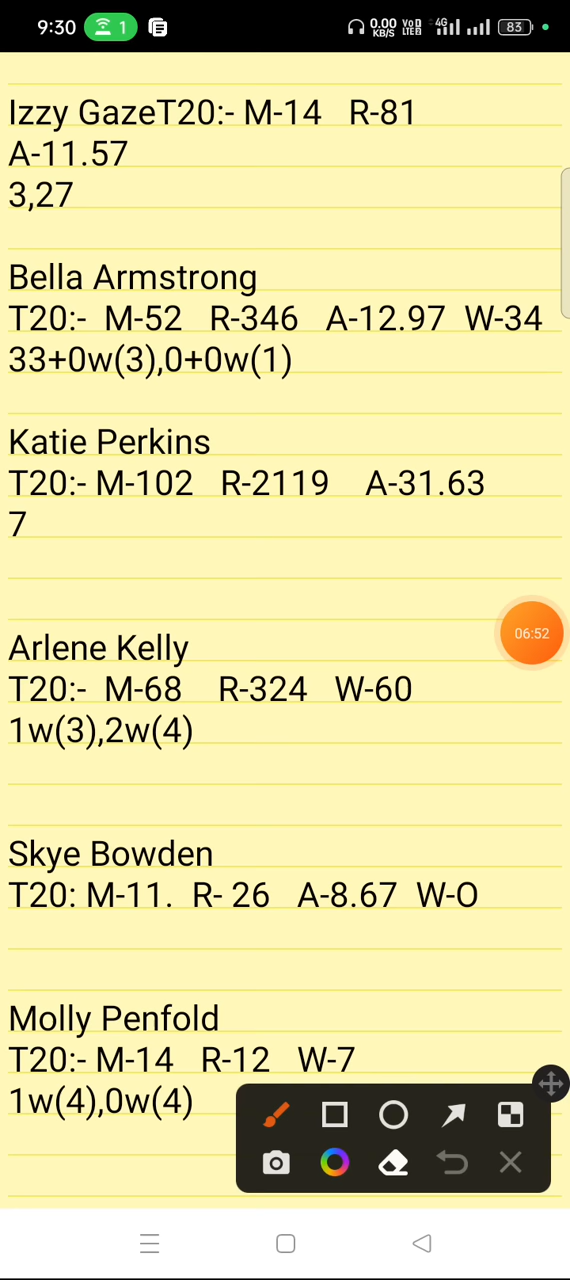 9:30 1 0.00 KB/S Vo LTE 4G 83
Izzy GazeT20:- M-14 R-81
A-11.57
3,27
Bella Armstrong
T20:- M-52 R-346 A-12.97 W-34
33+0w(3),0+0w(1)
Katie Perkins
T20:- M-102 R-2119 A-31.63
7
06:52
Arlene Kelly
T20:- M-68 R-324 W-60
1w(3),2w(4)
Skye Bowden
T20: M-11. R- 26 A-8.67 W-O
Molly Penfold
T20:- M-14 R-12 W-7
1w(4),0w(4)